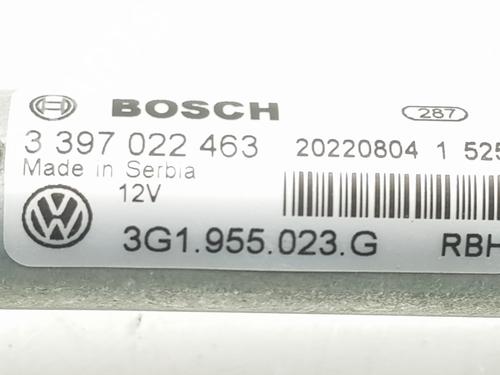 BOSCH 287
3 397 022 463 20220804 1 525
Made in Serbia
12V
3G1.955.023.G RBH